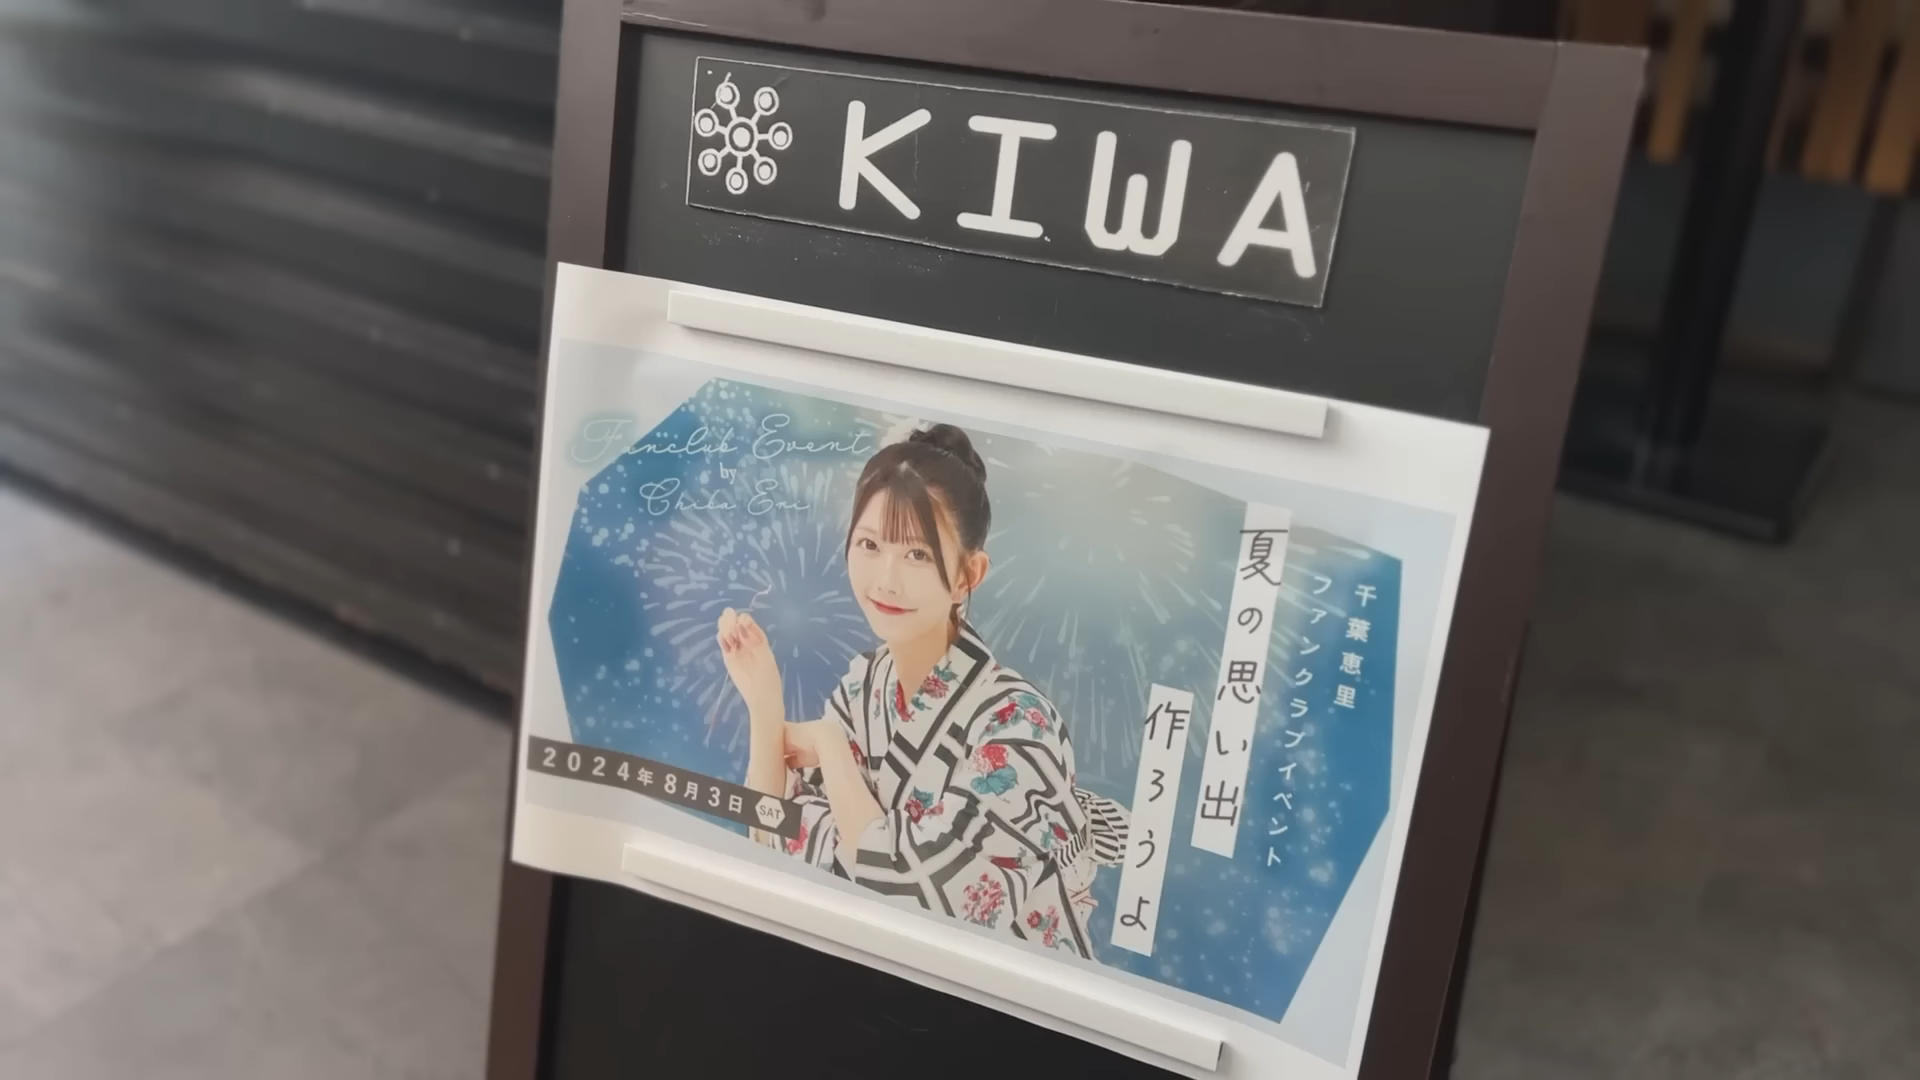 KIWA
Fanclub Event
by
Chiba Eri
千葉恵里
ファンクラブイベント
夏の思い出
作ろうよ
2024年8月3日 SAT